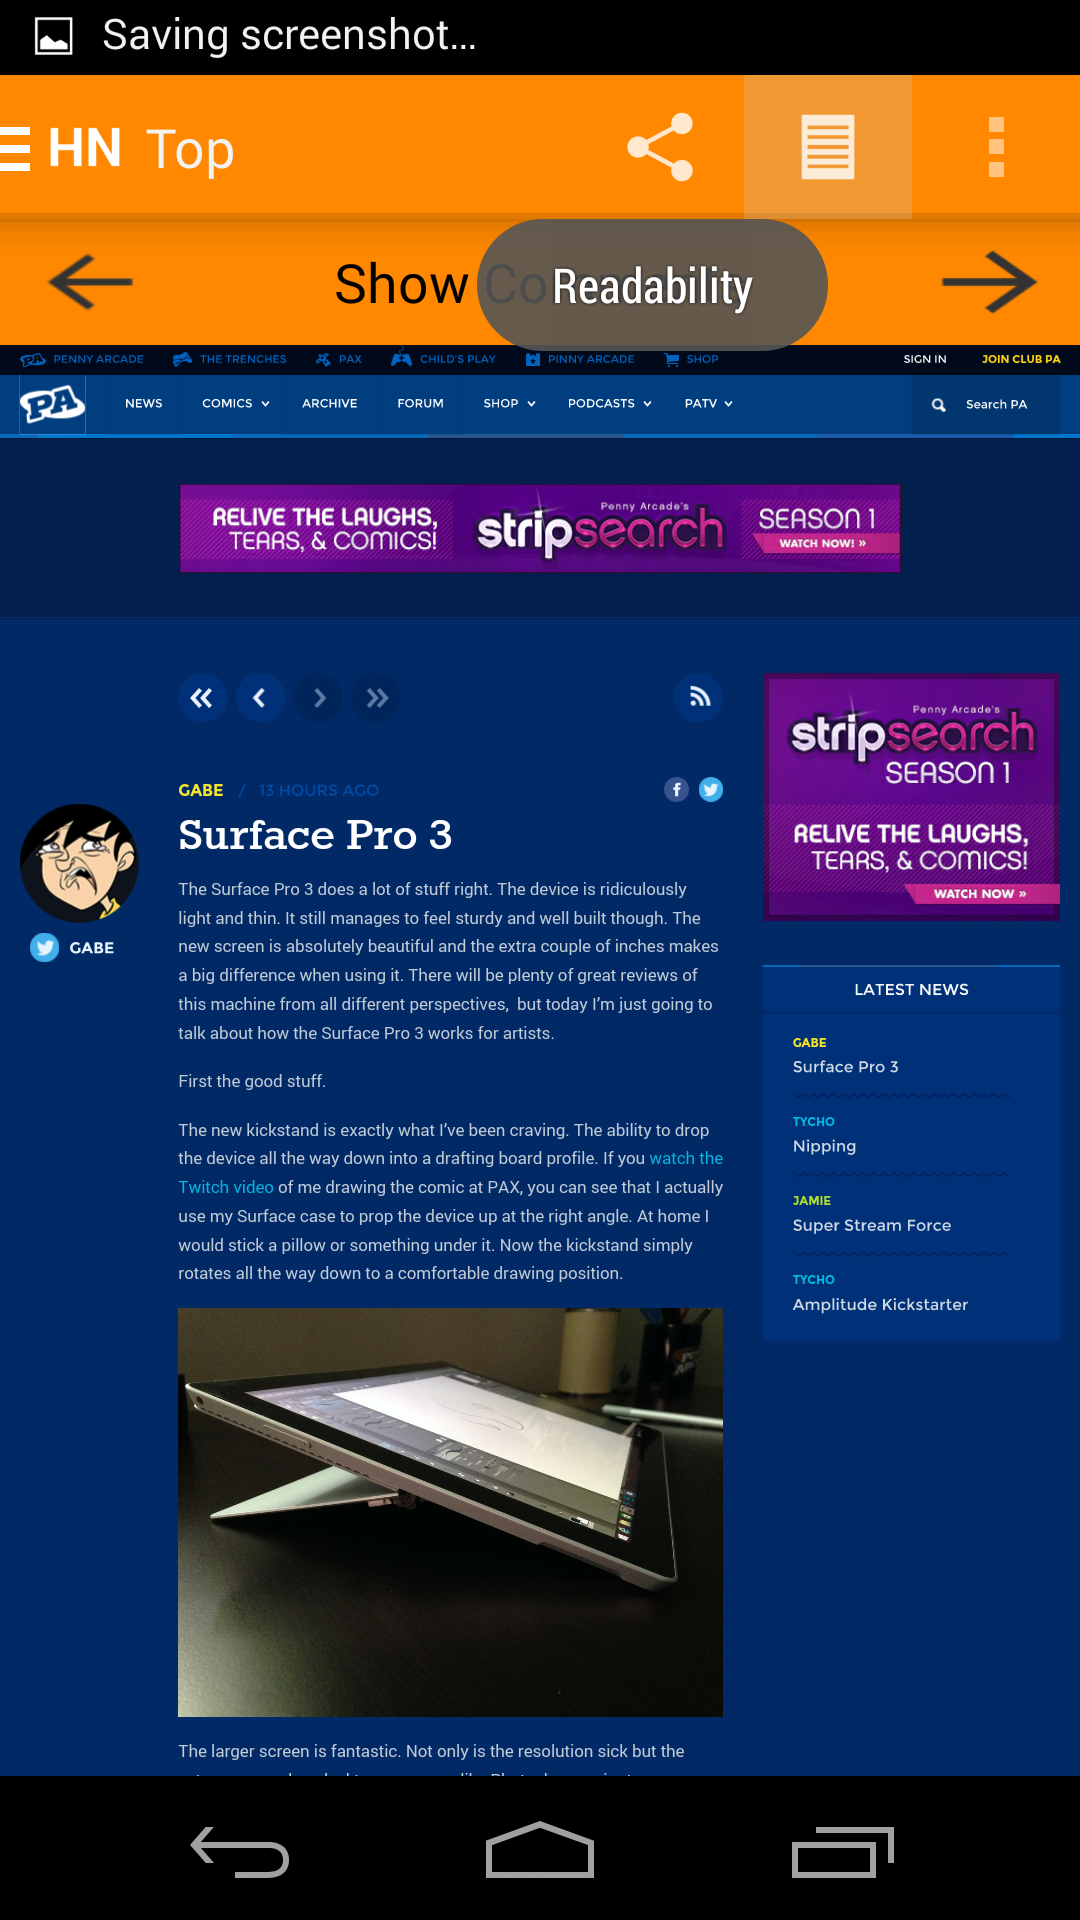 Saving screenshot...
HN Top
Show Co
Readability
PENNY ARCADE THE TRENCHES PAX CHILD'S PLAY PINNY ARCADE SHOP SIGN IN JOIN CLUB PA
PA NEWS COMICS ARCHIVE FORUM SHOP PODCASTS PATV Search PA
RELIVE THE LAUGHS,
TEARS, & COMICS!
Penny Arcade's
stripsearch
SEASON 1
WATCH NOW! »
GABE / 13 HOURS AGO
Surface Pro 3
GABE
The Surface Pro 3 does a lot of stuff right. The device is ridiculously
light and thin. It still manages to feel sturdy and well built though. The
new screen is absolutely beautiful and the extra couple of inches makes
a big difference when using it. There will be plenty of great reviews of
this machine from all different perspectives, but today I'm just going to
talk about how the Surface Pro 3 works for artists.
First the good stuff.
The new kickstand is exactly what I've been craving. The ability to drop
the device all the way down into a drafting board profile. If you watch the
Twitch video of me drawing the comic at PAX, you can see that I actually
use my Surface case to prop the device up at the right angle. At home I
would stick a pillow or something under it. Now the kickstand simply
rotates all the way down to a comfortable drawing position.
The larger screen is fantastic. Not only is the resolution sick but the
Penny Arcade's
stripsearch
SEASON 1
RELIVE THE LAUGHS,
TEARS, & COMICS!
WATCH NOW »
LATEST NEWS
GABE
Surface Pro 3
TYCHO
Nipping
JAMIE
Super Stream Force
TYCHO
Amplitude Kickstarter